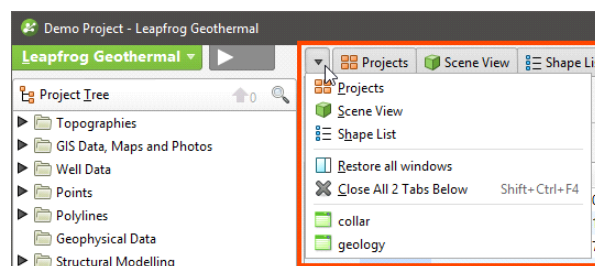 Demo Project - Leapfrog Geothermal
Leapfrog Geothermal
Projects
Scene View
Shape Li
Project Tree
0
Topographies
GIS Data, Maps and Photos
Well Data
Points
Polylines
Geophysical Data
Structural Modelling
Projects
Scene View
Shape List
Restore all windows
Close All 2 Tabs Below Shift+Ctrl+F4
collar
geology